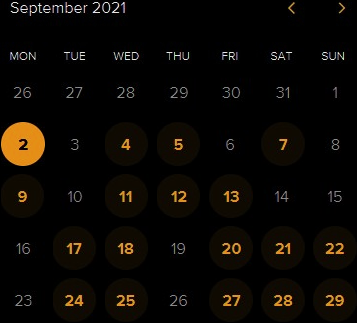 September 2021
MON TUE WED THU FRI SAT SUN
26 27 28 29 30 31 1
2 3 4 5 6 7 8
9 10 11 12 13 14 15
16 17 18 19 20 21 22
23 24 25 26 27 28 29